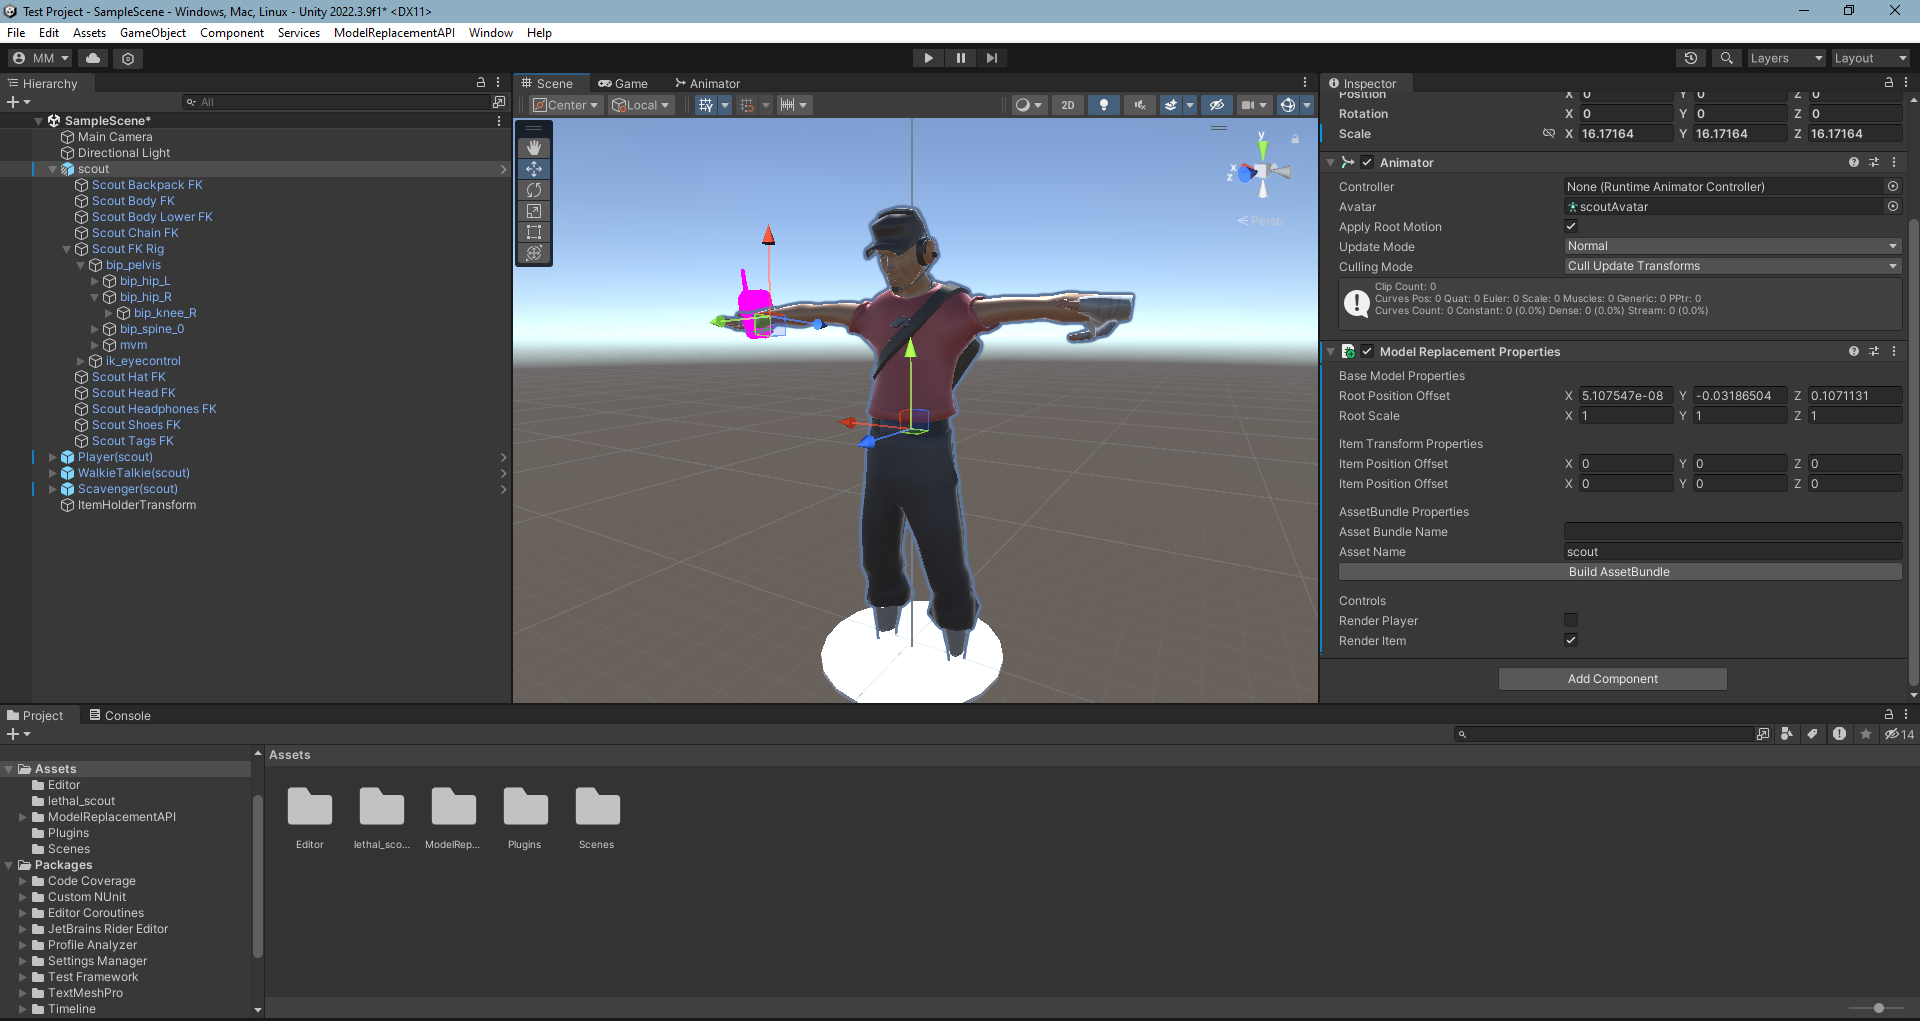 Test Project - SampleScene - Windows, Mac, Linux - Unity 2022.3.9f1* <DX11>
File Edit Assets GameObject Component Services ModelReplacementAPI Window Help
MM
Layers
Layout
Hierarchy
All
SampleScene*
Main Camera
Directional Light
scout
Scout Backpack FK
Scout Body FK
Scout Body Lower FK
Scout Chain FK
Scout FK Rig
bip_pelvis
bip_hip_L
bip_hip_R
bip_knee_R
bip_spine_0
mvm
ik_eyecontrol
Scout Hat FK
Scout Head FK
Scout Headphones FK
Scout Shoes FK
Scout Tags FK
Player(scout)
WalkieTalkie(scout)
Scavenger(scout)
ItemHolderTransform
Scene Game Animator
Center Local 2D
y
x
z
Persp
Inspector
Position X 0 Y 0 Z 0
Rotation X 0 Y 0 Z 0
Scale X 16.17164 Y 16.17164 Z 16.17164
Animator
Controller None (Runtime Animator Controller)
Avatar scoutAvatar
Apply Root Motion
Update Mode Normal
Culling Mode Cull Update Transforms
Clip Count: 0
Curves Pos: 0 Quat: 0 Euler: 0 Scale: 0 Muscles: 0 Generic: 0 PPtr: 0
Curves Count: 0 Constant: 0 (0.0%) Dense: 0 (0.0%) Stream: 0 (0.0%)
Model Replacement Properties
Base Model Properties
Root Position Offset X 5.107547e-08 Y -0.03186504 Z 0.1071131
Root Scale X 1 Y 1 Z 1
Item Transform Properties
Item Position Offset X 0 Y 0 Z 0
Item Position Offset X 0 Y 0 Z 0
AssetBundle Properties
Asset Bundle Name
Asset Name scout
Build AssetBundle
Controls
Render Player
Render Item
Add Component
Project Console
14
Assets
Editor
lethal_scout
ModelReplacementAPI
Plugins
Scenes
Packages
Code Coverage
Custom NUnit
Editor Coroutines
JetBrains Rider Editor
Profile Analyzer
Settings Manager
Test Framework
TextMeshPro
Timeline
Assets
Editor lethal_sco... ModelRep... Plugins Scenes